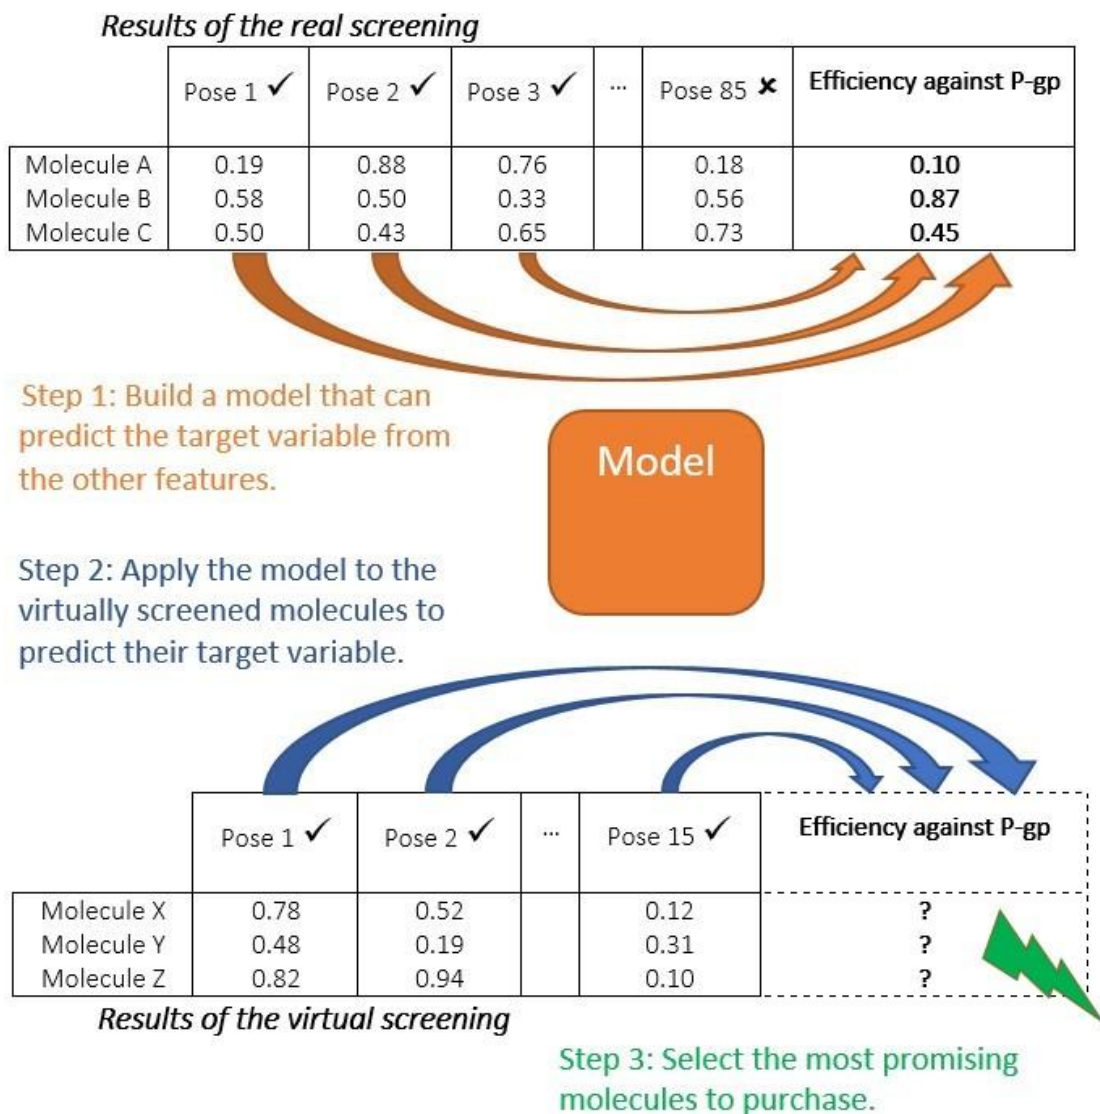 Results of the real screening
Pose 1 ✓ Pose 2 ✓ Pose 3 ✓ ... Pose 85 ✘ Efficiency against P-gp
Molecule A 0.19 0.88 0.76 0.18 0.10
Molecule B 0.58 0.50 0.33 0.56 0.87
Molecule C 0.50 0.43 0.65 0.73 0.45
Step 1: Build a model that can
predict the target variable from
the other features.
Model
Step 2: Apply the model to the
virtually screened molecules to
predict their target variable.
Pose 1 ✓ Pose 2 ✓ ... Pose 15 ✓ Efficiency against P-gp
Molecule X 0.78 0.52 0.12 ?
Molecule Y 0.48 0.19 0.31 ?
Molecule Z 0.82 0.94 0.10 ?
Results of the virtual screening
Step 3: Select the most promising
molecules to purchase.